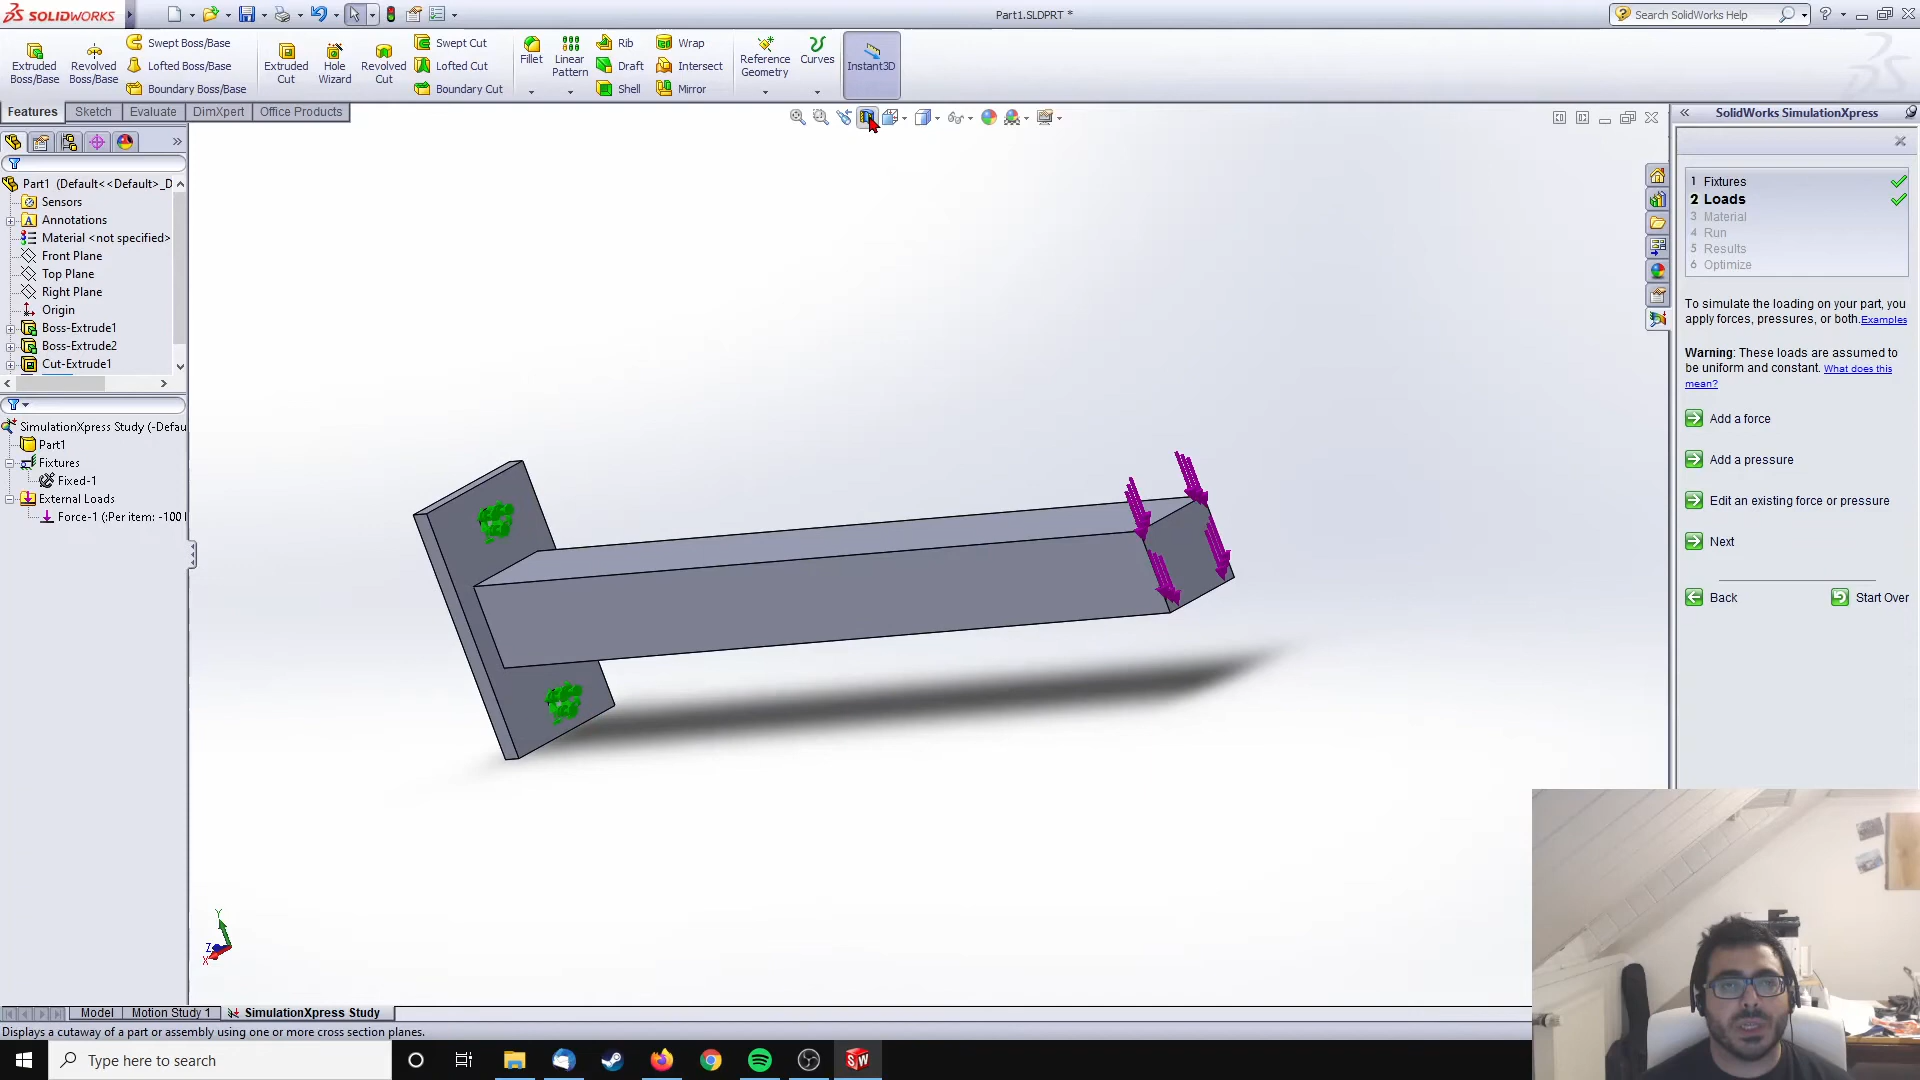 SOLIDWORKS
Part1.SLDPRT *
Search SolidWorks Help
Extruded Boss/Base
Revolved Boss/Base
Swept Boss/Base
Lofted Boss/Base
Boundary Boss/Base
Extruded Cut
Hole Wizard
Revolved Cut
Swept Cut
Lofted Cut
Boundary Cut
Fillet
Linear Pattern
Rib
Draft
Shell
Wrap
Intersect
Mirror
Reference Geometry
Curves
Instant3D
Features
Sketch
Evaluate
DimXpert
Office Products
SolidWorks SimulationXpress
Part1 (Default<<Default>_D
Sensors
Annotations
Material <not specified>
Front Plane
Top Plane
Right Plane
Origin
Boss-Extrude1
Boss-Extrude2
Cut-Extrude1
SimulationXpress Study (-Defau
Part1
Fixtures
Fixed-1
External Loads
Force-1 (:Per item: -100
1 Fixtures
2 Loads
3 Material
4 Run
5 Results
6 Optimize
To simulate the loading on your part, you
apply forces, pressures, or both. Examples
Warning: These loads are assumed to
be uniform and constant. What does this
mean?
Add a force
Add a pressure
Edit an existing force or pressure
Next
Back
Start Over
Y
Z
X
Model
Motion Study 1
SimulationXpress Study
Displays a cutaway of a part or assembly using one or more cross section planes.
Type here to search
SW